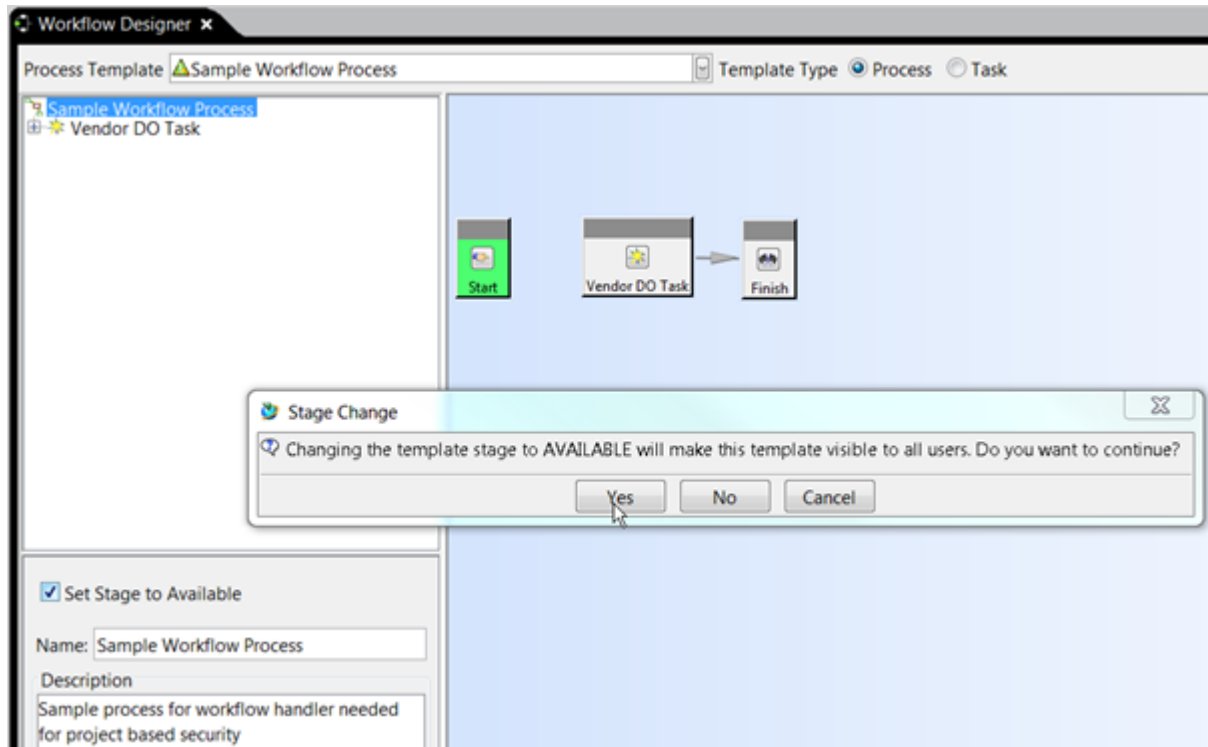 Workflow Designer
Process Template Sample Workflow Process Template Type Process Task
Sample Workflow Process
Vendor DO Task
Start
Vendor DO Task
Finish
Stage Change
Changing the template stage to AVAILABLE will make this template visible to all users. Do you want to continue?
Yes No Cancel
Set Stage to Available
Name: Sample Workflow Process
Description
Sample process for workflow handler needed
for project based security